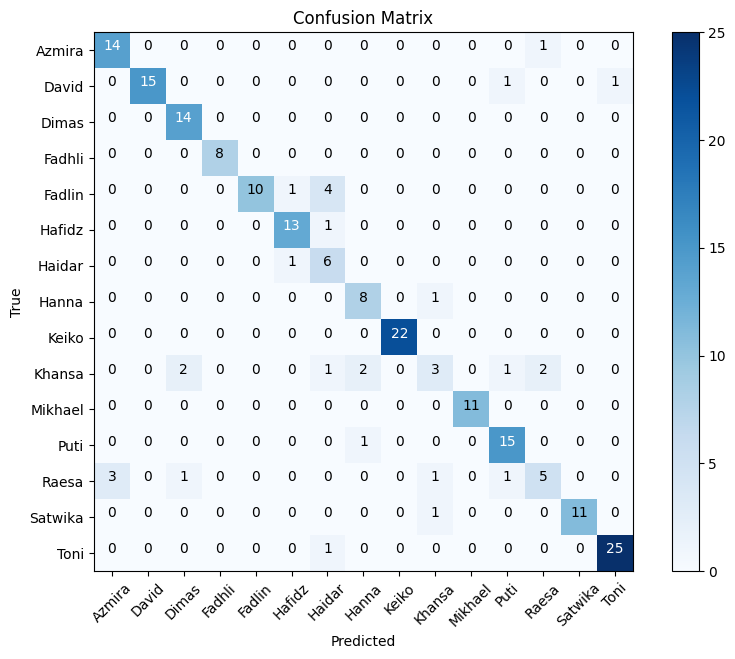 Confusion Matrix
True
Azmira 14 0 0 0 0 0 0 0 0 0 0 0 1 0 0
David 0 15 0 0 0 0 0 0 0 0 0 1 0 0 1
Dimas 0 0 14 0 0 0 0 0 0 0 0 0 0 0 0
Fadhli 0 0 0 8 0 0 0 0 0 0 0 0 0 0 0
Fadlin 0 0 0 0 10 1 4 0 0 0 0 0 0 0 0
Hafidz 0 0 0 0 0 13 1 0 0 0 0 0 0 0 0
Haidar 0 0 0 0 0 1 6 0 0 0 0 0 0 0 0
Hanna 0 0 0 0 0 0 0 8 0 1 0 0 0 0 0
Keiko 0 0 0 0 0 0 0 0 22 0 0 0 0 0 0
Khansa 0 0 2 0 0 0 1 2 0 3 0 1 2 0 0
Mikhael 0 0 0 0 0 0 0 0 0 0 11 0 0 0 0
Puti 0 0 0 0 0 0 0 1 0 0 0 15 0 0 0
Raesa 3 0 1 0 0 0 0 0 0 1 0 1 5 0 0
Satwika 0 0 0 0 0 0 0 0 0 1 0 0 0 11 0
Toni 0 0 0 0 0 0 1 0 0 0 0 0 0 0 25
Azmira David Dimas Fadhli Fadlin Hafidz Haidar Hanna Keiko Khansa Mikhael Puti Raesa Satwika Toni
Predicted
25
20
15
10
5
0